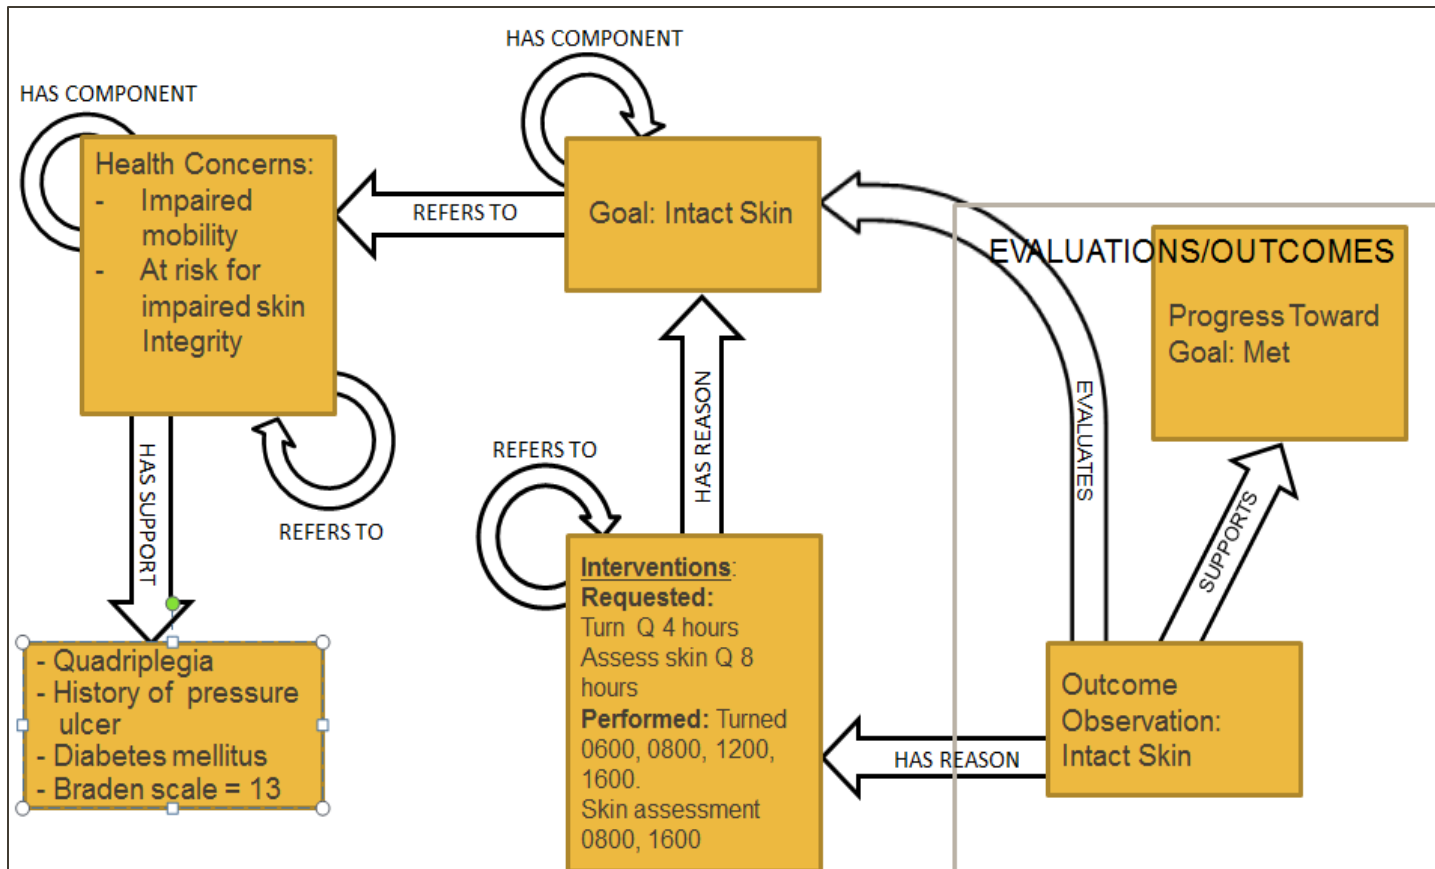 HAS COMPONENT
HAS COMPONENT
Health Concerns:
- Impaired
mobility
- At risk for
impaired skin
Integrity
REFERS TO
Goal: Intact Skin
EVALUATIONS/OUTCOMES
Progress Toward
Goal: Met
HAS SUPPORT
REFERS TO
HAS REASON
REFERS TO
EVALUATES
SUPPORTS
- Quadriplegia
- History of pressure
ulcer
- Diabetes mellitus
- Braden scale = 13
Interventions:
Requested:
Turn Q 4 hours
Assess skin Q 8
hours
Performed: Turned
0600, 0800, 1200,
1600.
Skin assessment
0800, 1600
HAS REASON
Outcome
Observation:
Intact Skin